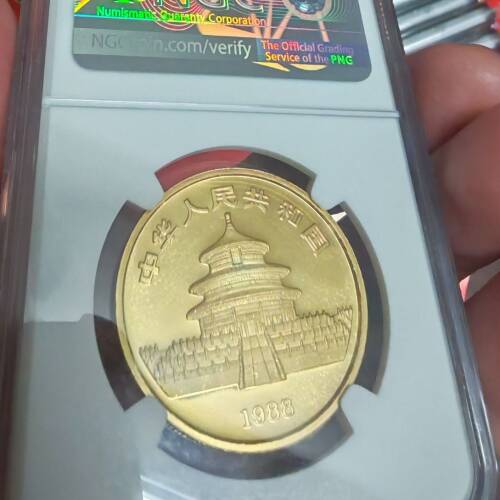 Numismatic Guaranty Corporation
NGCcoin.com/verify
The Official Grading
Service of the PNG
中华人民共和国
1988